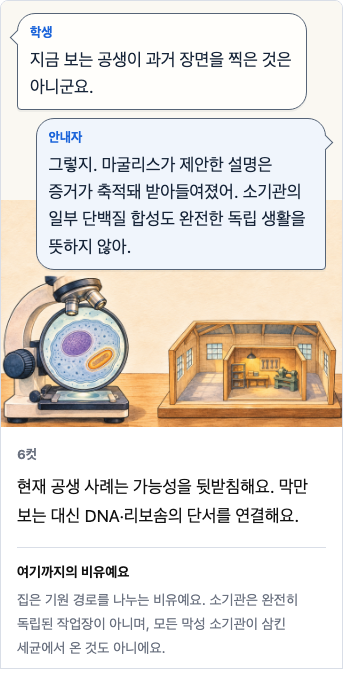 학생
지금 보는 공생이 과거 장면을 찍은 것은
아니군요.
안내자
그렇지. 마굴리스가 제안한 설명은
증거가 축적돼 받아들여졌어. 소기관의
일부 단백질 합성도 완전한 독립 생활을
뜻하지 않아.
6컷
현재 공생 사례는 가능성을 뒷받침해요. 막만
보는 대신 DNA·리보솜의 단서를 연결해요.
여기까지의 비유예요
집은 기원 경로를 나누는 비유예요. 소기관은 완전히
독립된 작업장이 아니며, 모든 막성 소기관이 삼킨
세균에서 온 것도 아니에요.